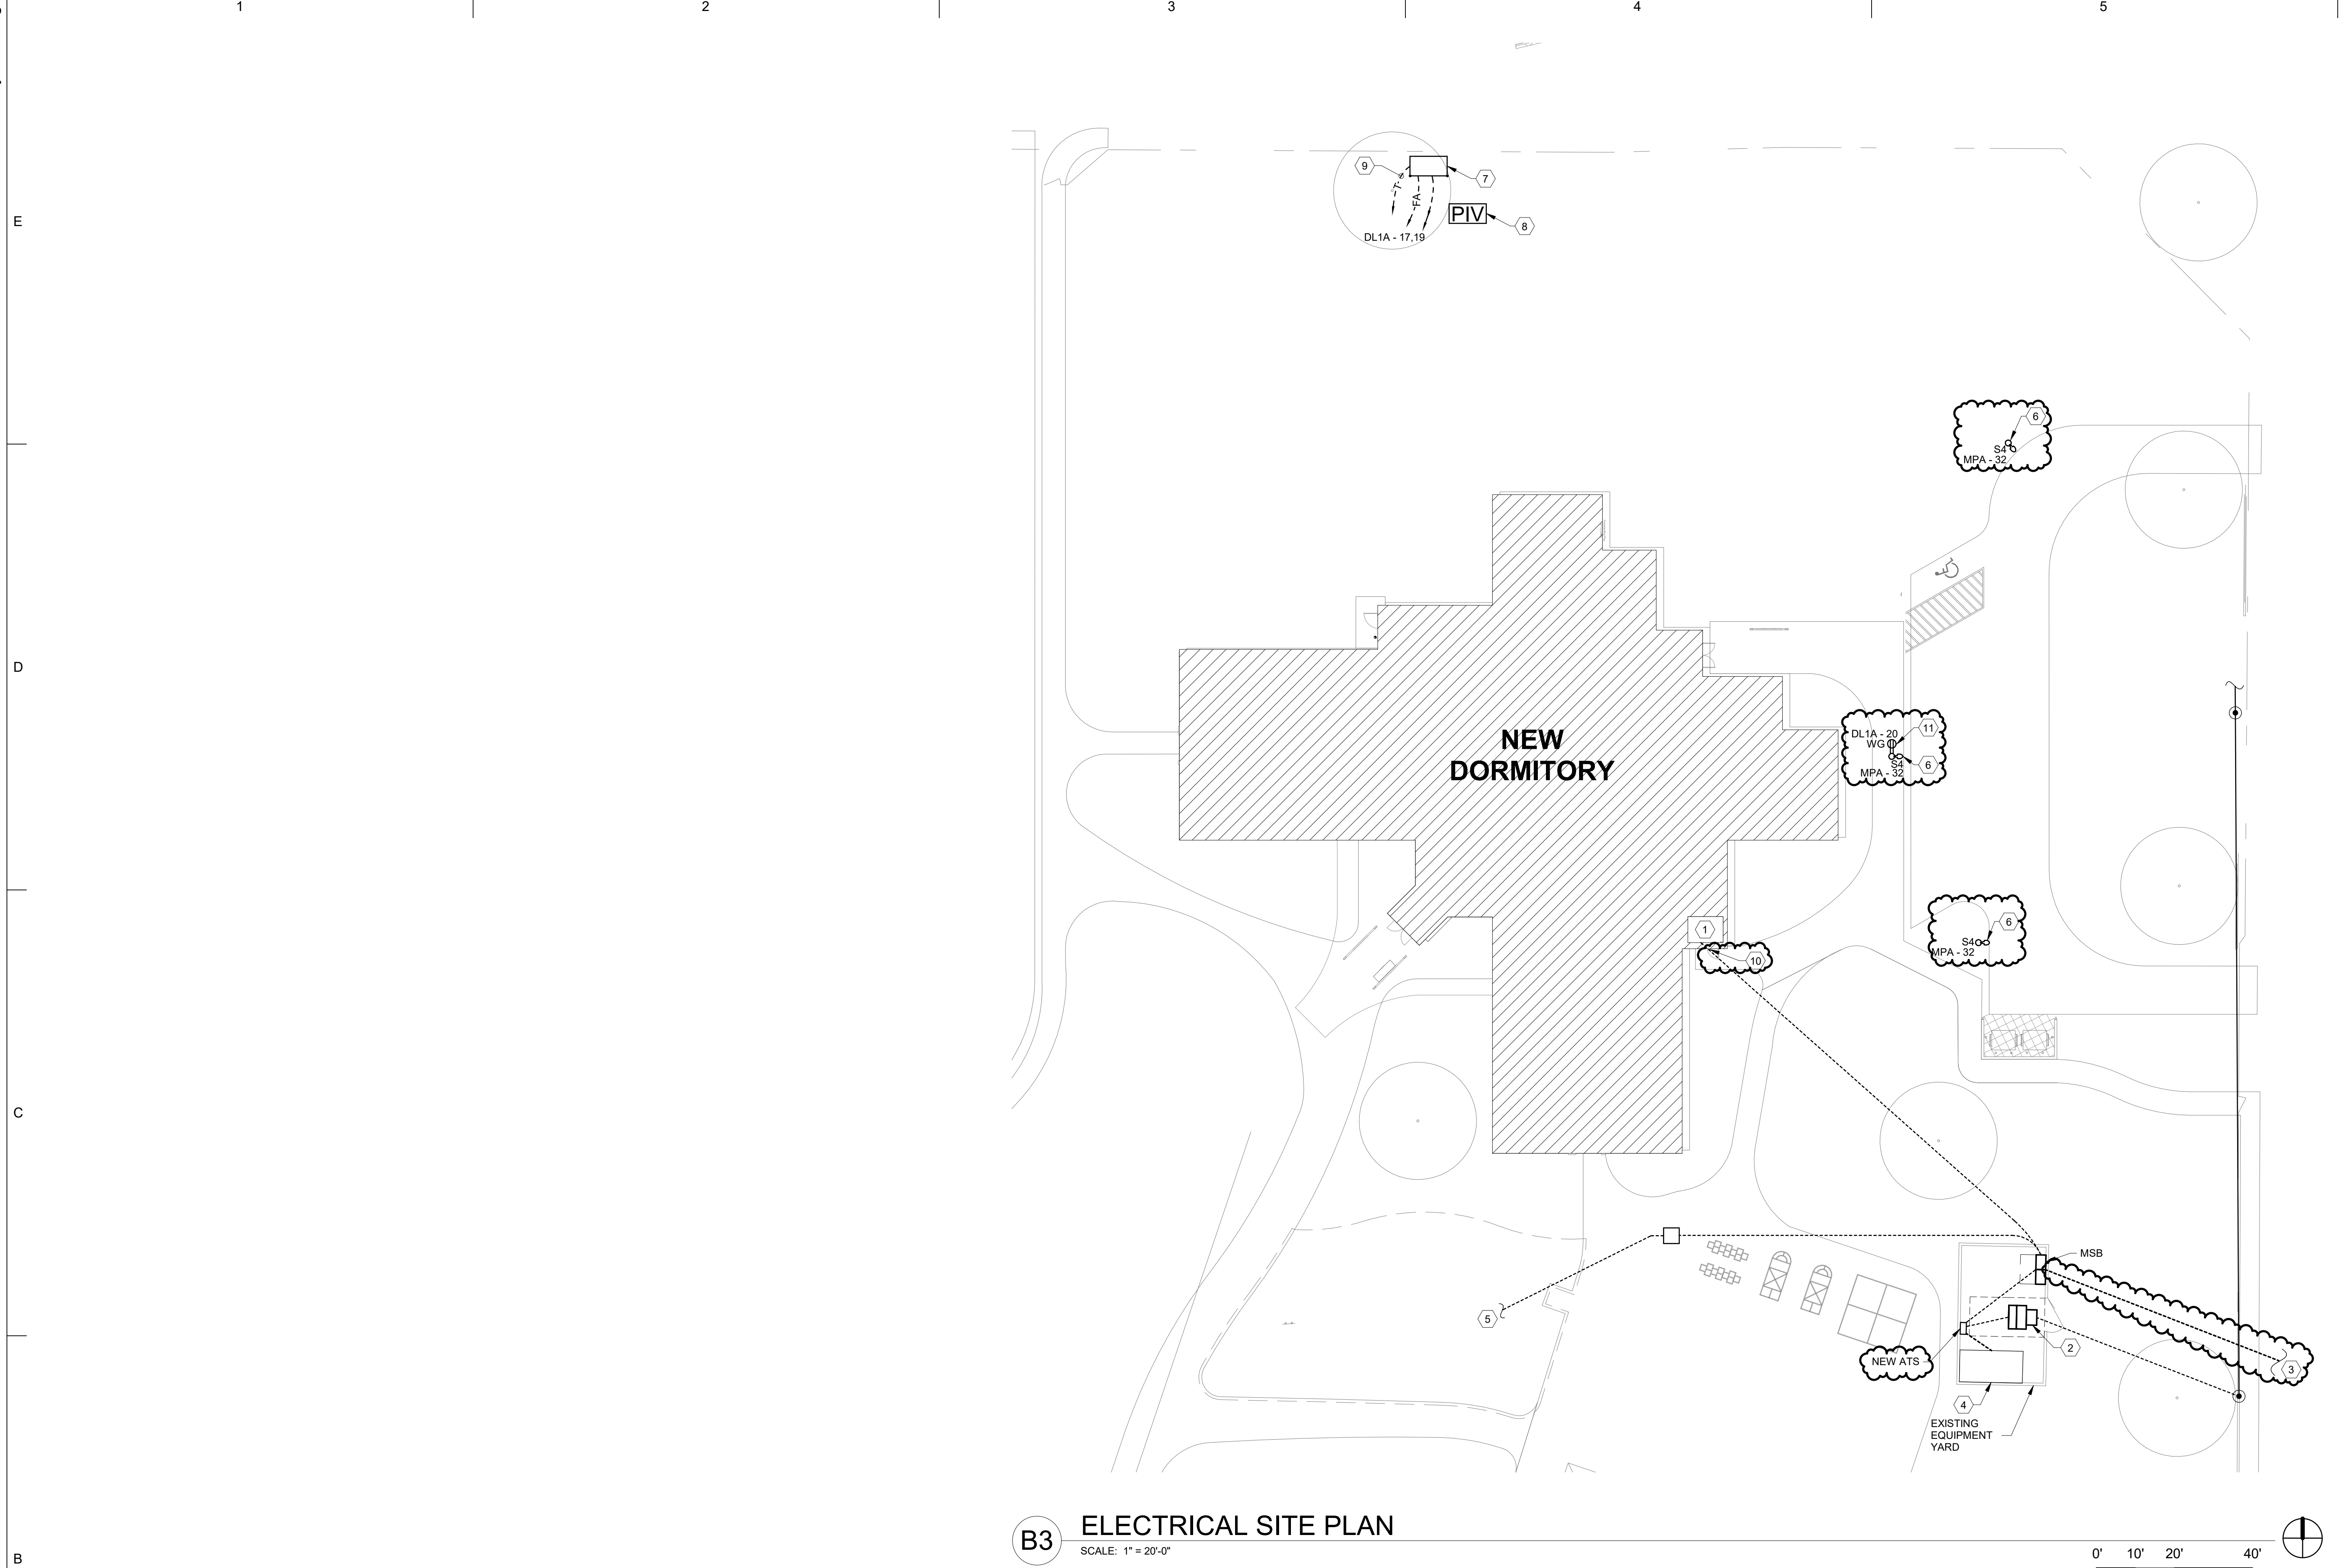 1 2 3 4 5
9
7
T
FA
PIV
8
DL1A - 17,19
E
6
S4
MPA - 32
D
NEW
DORMITORY
DL1A - 20
WG
11
S4
MPA - 32
6
6
S4
MPA - 32
1
10
C
MSB
5
NEW ATS
2
3
4
EXISTING
EQUIPMENT
YARD
B3
ELECTRICAL SITE PLAN
SCALE: 1" = 20'-0"
0' 10' 20' 40'
B